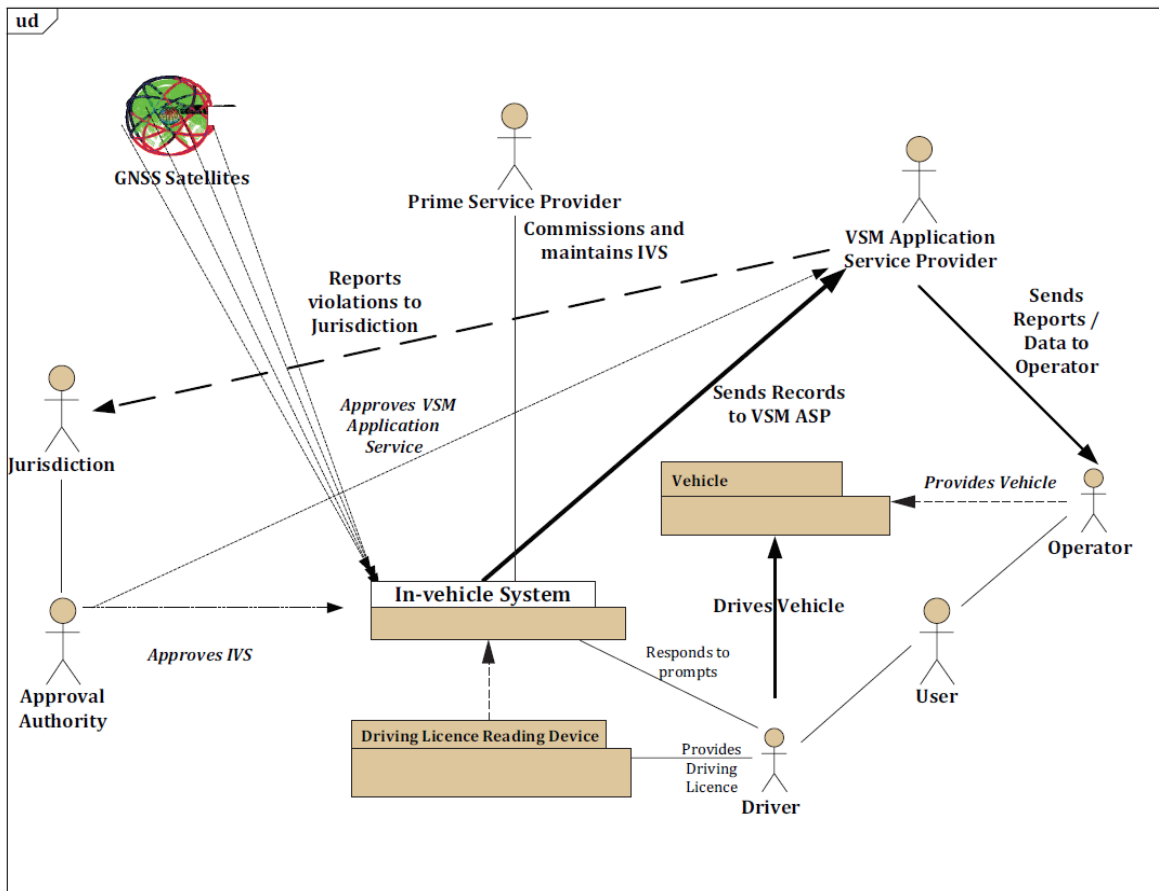 ud
GNSS Satellites
Prime Service Provider
Commissions and
maintains IVS
VSM Application
Service Provider
Reports
violations to
Jurisdiction
Sends
Reports /
Data to
Operator
Sends Records
to VSM ASP
Approves VSM
Application
Service
Jurisdiction
Vehicle
Provides Vehicle
Operator
In-vehicle System
Drives Vehicle
Approves IVS
Responds to
prompts
User
Approval
Authority
Driving Licence Reading Device
Provides
Driving
Licence
Driver